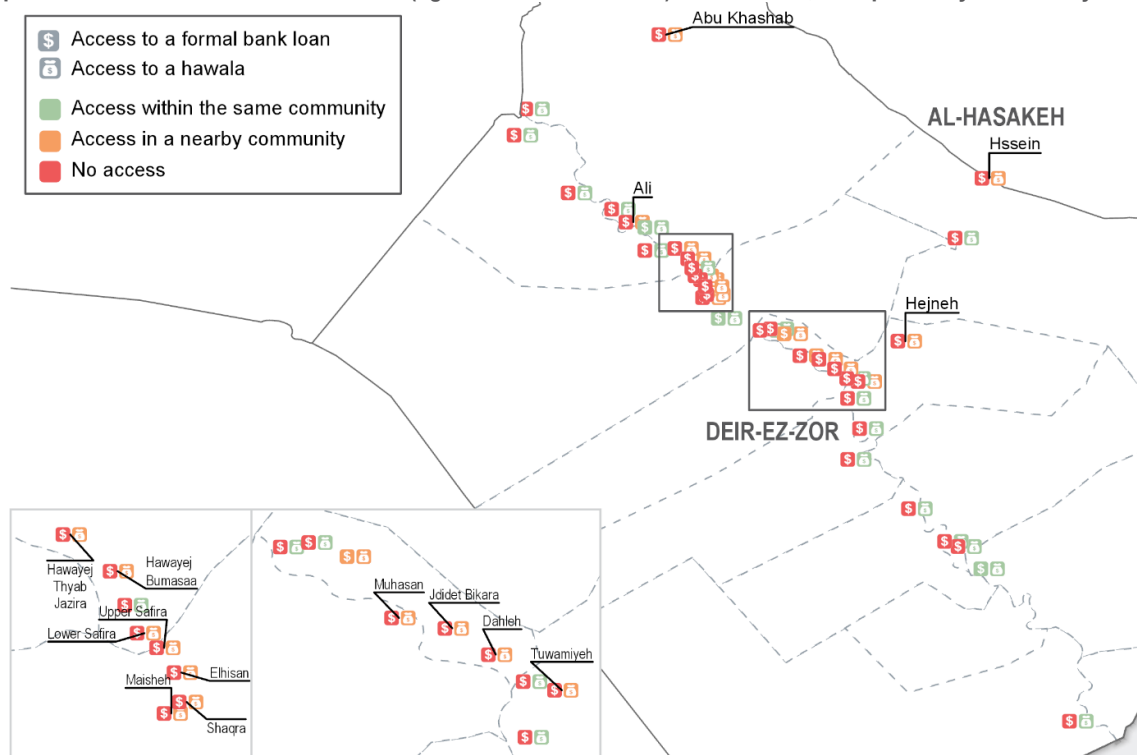 Abu Khashab
Access to a formal bank loan
Access to a hawala
Access within the same community
Access in a nearby community
No access
AL-HASAKEH
Hssein
Ali
Hejneh
DEIR-EZ-ZOR
Hawayej
Thyab
Jazira
Hawayej
Bumasaa
Upper Safira
Lower Safira
Elhisan
Maisheh
Shaqra
Muhasan
Jdidet Bikara
Dahleh
Tuwamiyeh